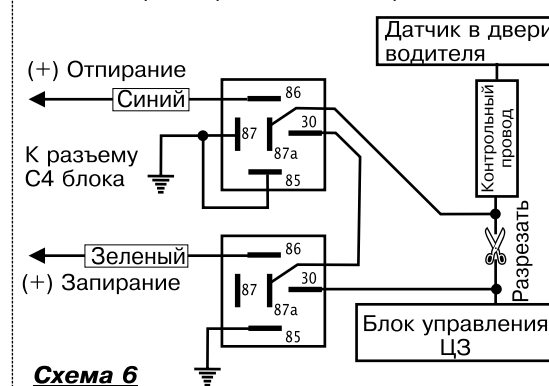 Датчик в двери
водителя
(+) Отпирание
Синий
86
30
87
87a
85
К разъему
С4 блока
Контрольный
провод
Разрезать
Зеленый
(+) Запирание
86
30
87
87a
85
Блок управления
ЦЗ
Схема 6